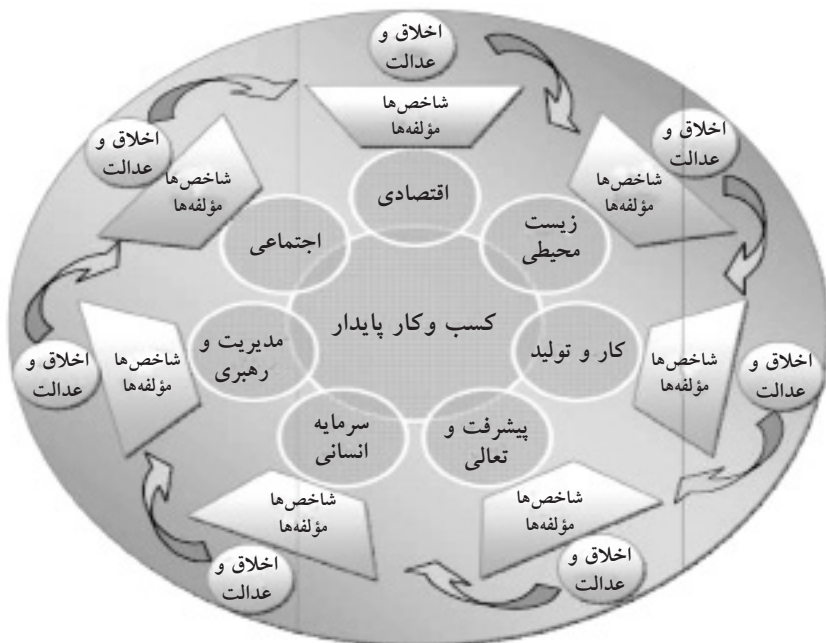 اخلاق و
عدالت
شاخص‌ها
مؤلفه‌ها
اقتصادی
اخلاق و
عدالت
شاخص‌ها
مؤلفه‌ها
زیست
محیطی
اخلاق و
عدالت
شاخص‌ها
مؤلفه‌ها
کار و تولید
اخلاق و
عدالت
شاخص‌ها
مؤلفه‌ها
پیشرفت و
تعالی
اخلاق و
عدالت
شاخص‌ها
مؤلفه‌ها
سرمایه
انسانی
اخلاق و
عدالت
شاخص‌ها
مؤلفه‌ها
مدیریت و
رهبری
اخلاق و
عدالت
شاخص‌ها
مؤلفه‌ها
اجتماعی
کسب وکار پایدار